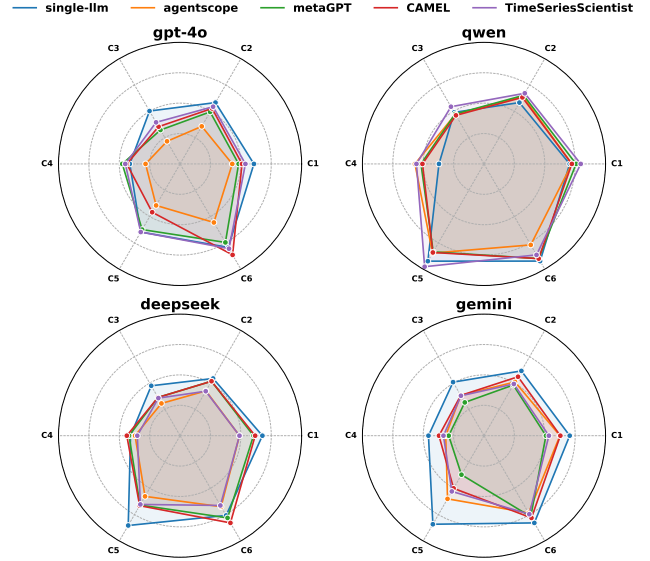 single-llm agentscope metaGPT CAMEL TimeSeriesScientist
gpt-4o qwen
C3 C2 C3 C2
C4 C1 C4 C1
C5 C6 C5 C6
deepseek gemini
C3 C2 C3 C2
C4 C1 C4 C1
C5 C6 C5 C6